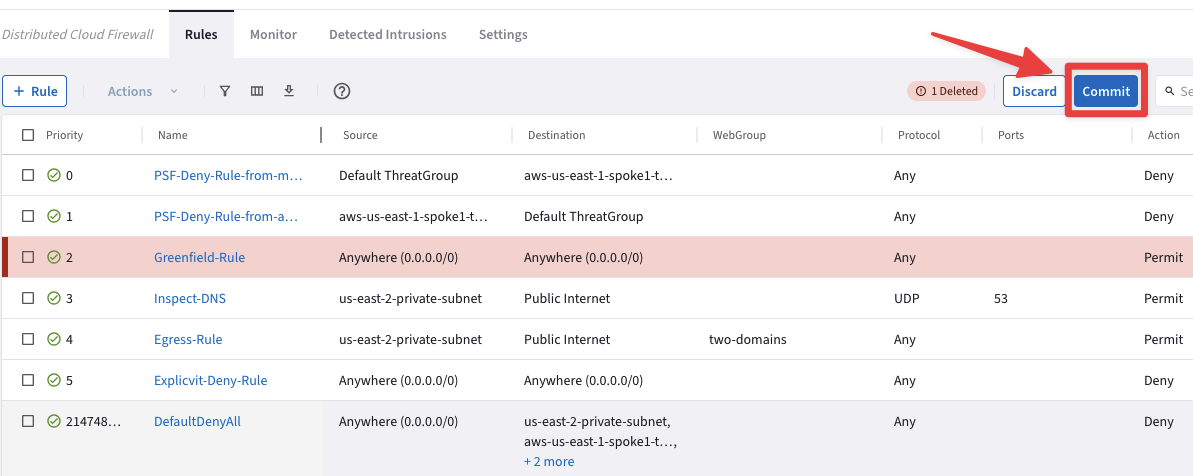 Distributed Cloud Firewall Rules Monitor Detected Intrusions Settings
+ Rule Actions 1 Deleted Discard Commit Se
Priority Name Source Destination WebGroup Protocol Ports Action
0 PSF-Deny-Rule-from-m... Default ThreatGroup aws-us-east-1-spoke1-t... Any Deny
1 PSF-Deny-Rule-from-a... aws-us-east-1-spoke1-t... Default ThreatGroup Any Deny
2 Greenfield-Rule Anywhere (0.0.0.0/0) Anywhere (0.0.0.0/0) Any Permit
3 Inspect-DNS us-east-2-private-subnet Public Internet UDP 53 Permit
4 Egress-Rule us-east-2-private-subnet Public Internet two-domains Any Permit
5 Explicvit-Deny-Rule Anywhere (0.0.0.0/0) Anywhere (0.0.0.0/0) Any Deny
214748... DefaultDenyAll Anywhere (0.0.0.0/0) us-east-2-private-subnet, Any Deny
aws-us-east-1-spoke1-t...,
+ 2 more